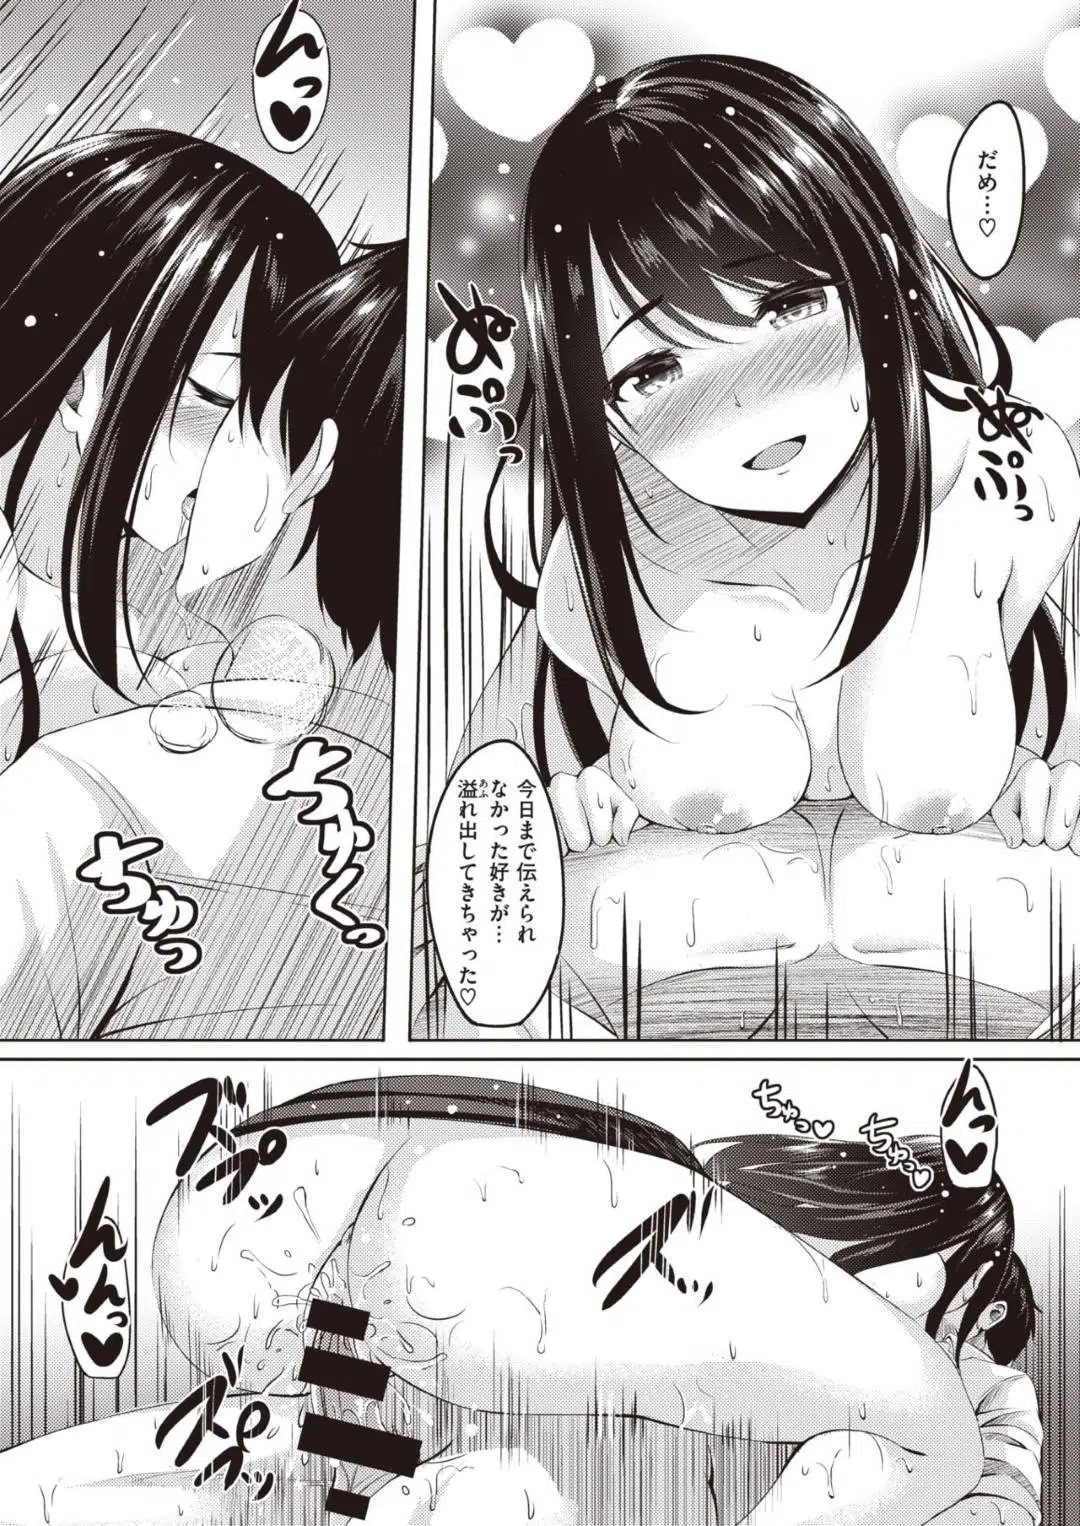 だめ…♡
ぬぷぷっ
ぬぷぷっ
今日まで伝えられ
なかった好きが…
溢れ出してきちゃった♡
んっ♥
ちゅくっ
ちゅっ
んっ♥
ちゅっ♥
ちゅっ♡
ズプッ
ズッ
んんっ♥
ズプッ